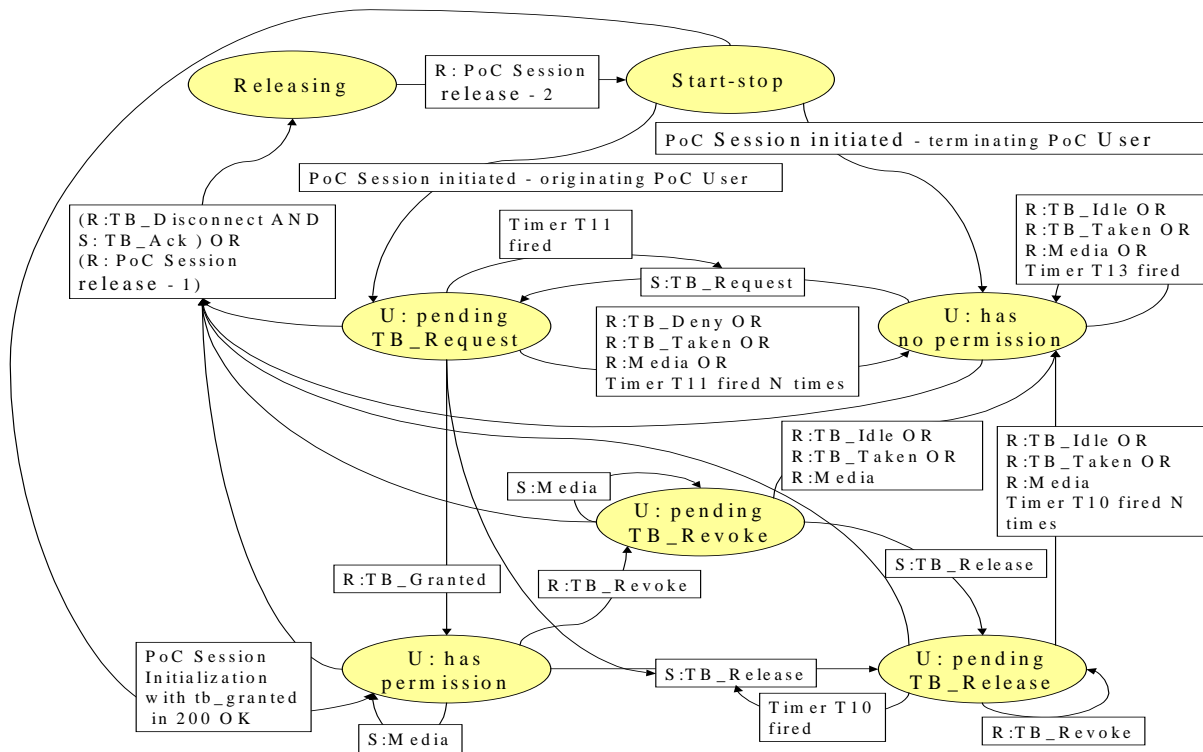 Releasing
R: PoC Session
release - 2
Start-stop
PoC Session initiated - terminating PoC User
PoC Session initiated - originating PoC User
(R:TB_Disconnect AND
S: TB_Ack ) OR
(R: PoC Session
release - 1)
Timer T11
fired
S:TB_Request
R:TB_Idle OR
R:TB_Taken OR
R:Media OR
Timer T13 fired
U: pending
TB_Request
R:TB_Deny OR
R:TB_Taken OR
R:Media OR
Timer T11 fired N times
U: has
no permission
R:TB_Idle OR
R:TB_Taken OR
R:Media
R:TB_Idle OR
R:TB_Taken OR
R:Media
Timer T10 fired N
times
S:Media
U: pending
TB_Revoke
S:TB_Release
R:TB_Granted
R:TB_Revoke
PoC Session
Initialization
with tb_granted
in 200 OK
U: has
permission
S:TB_Release
U: pending
TB_Release
Timer T10
fired
S:Media
R:TB_Revoke